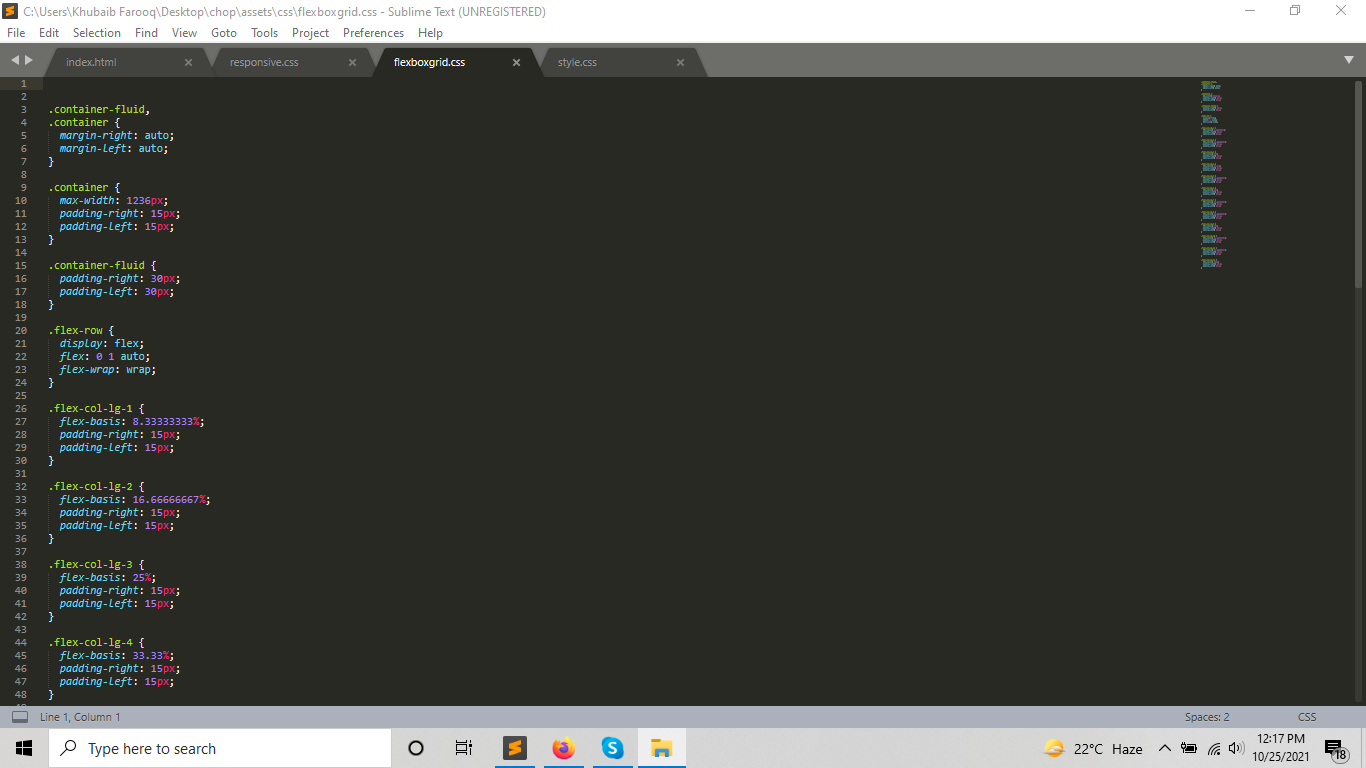 C:\Users\Khubaib Farooq\Desktop\chop\assets\css\flexboxgrid.css - Sublime Text (UNREGISTERED)
File Edit Selection Find View Goto Tools Project Preferences Help
index.html responsive.css flexboxgrid.css style.css
1
2
3 .container-fluid,
4 .container {
5 margin-right: auto;
6 margin-left: auto;
7 }
8
9 .container {
10 max-width: 1236px;
11 padding-right: 15px;
12 padding-left: 15px;
13 }
14
15 .container-fluid {
16 padding-right: 30px;
17 padding-left: 30px;
18 }
19
20 .flex-row {
21 display: flex;
22 flex: 0 1 auto;
23 flex-wrap: wrap;
24 }
25
26 .flex-col-lg-1 {
27 flex-basis: 8.33333333%;
28 padding-right: 15px;
29 padding-left: 15px;
30 }
31
32 .flex-col-lg-2 {
33 flex-basis: 16.66666667%;
34 padding-right: 15px;
35 padding-left: 15px;
36 }
37
38 .flex-col-lg-3 {
39 flex-basis: 25%;
40 padding-right: 15px;
41 padding-left: 15px;
42 }
43
44 .flex-col-lg-4 {
45 flex-basis: 33.33%;
46 padding-right: 15px;
47 padding-left: 15px;
48 }
Line 1, Column 1 Spaces: 2 CSS
Type here to search S 22°C Haze 12:17 PM
10/25/2021 18